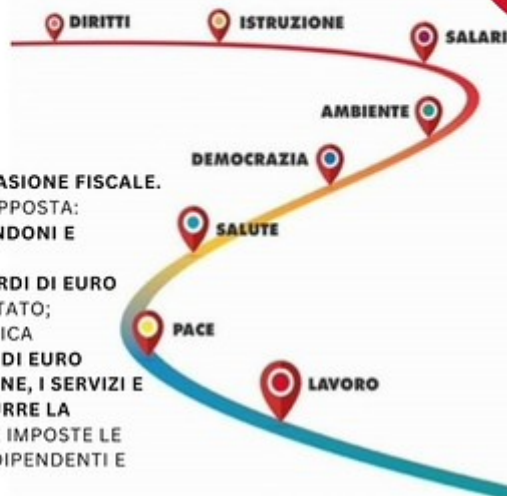 DIRITTI
ISTRUZIONE
SALARI
AMBIENTE
DEMOCRAZIA
SALUTE
PACE
LAVORO
ASIONE FISCALE.
PPOSTA:
NDONI E
RDI DI EURO
TATO;
ICA
DI EURO
NE, I SERVIZI E
RRE LA
E IMPOSTE LE
DIPENDENTI E